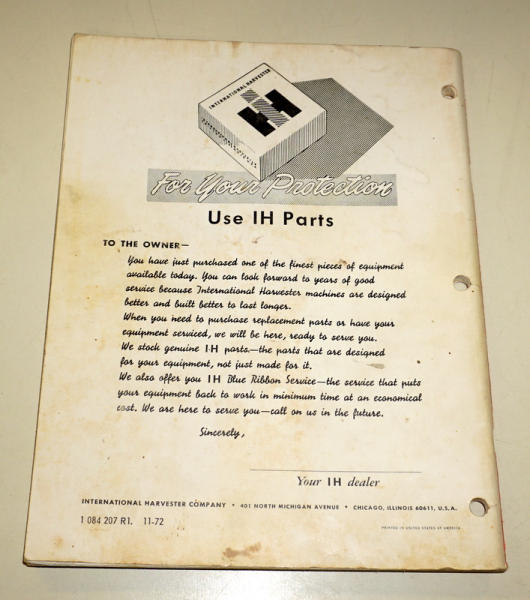 INTERNATIONAL HARVESTER
IH
For Your Protection
Use IH Parts
TO THE OWNER—
You have just purchased one of the finest pieces of equipment
available today. You can look forward to years of good
service because International Harvester machines are designed
better and built better to last longer.
When you need to purchase replacement parts or have your
equipment serviced, we will be here, ready to serve you.
We stock genuine IH parts—the parts that are designed
for your equipment, not just made for it.
We also offer you IH Blue Ribbon Service—the service that puts
your equipment back to work in minimum time at an economical
cost. We are here to serve you—call on us in the future.
Sincerely,
Your IH dealer
INTERNATIONAL HARVESTER COMPANY • 401 NORTH MICHIGAN AVENUE • CHICAGO, ILLINOIS 60611, U.S.A.
1 084 207 R1. 11-72
PRINTED IN UNITED STATES OF AMERICA